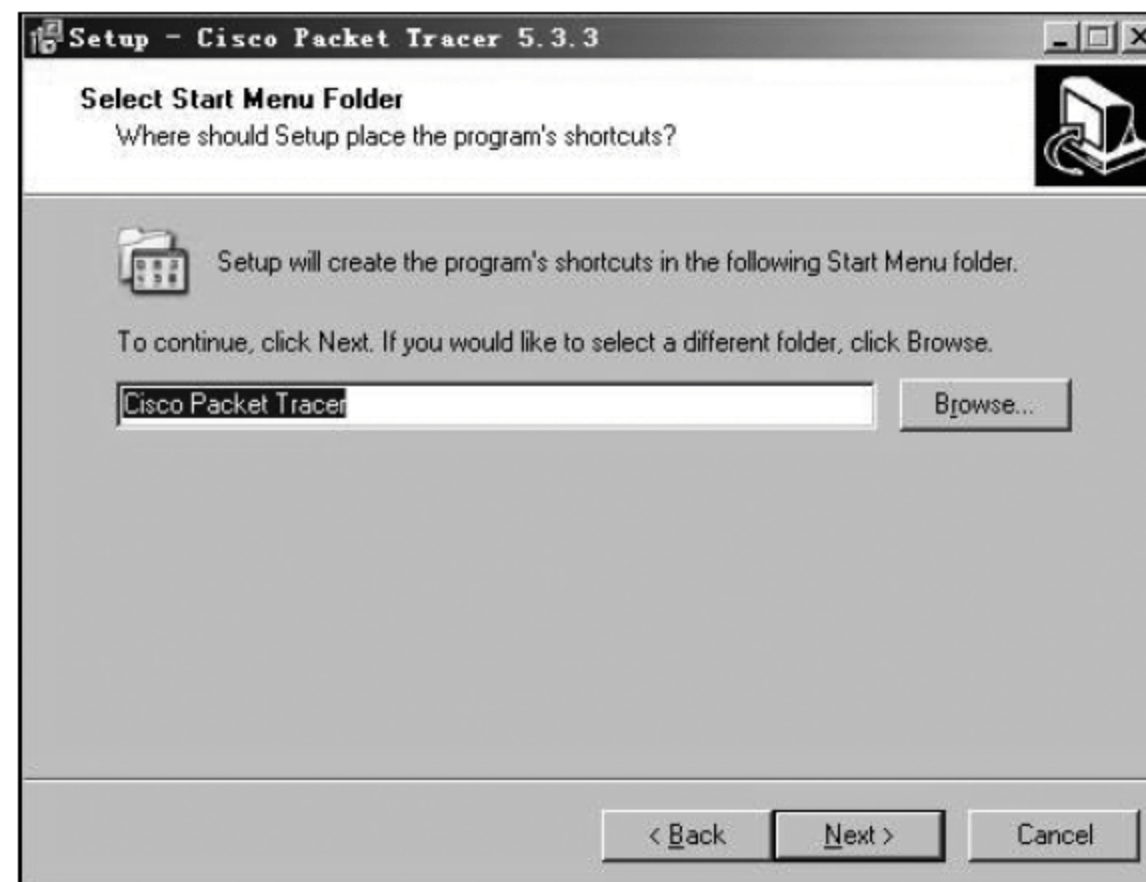 Setup - Cisco Packet Tracer 5.3.3
Select Start Menu Folder
Where should Setup place the program's shortcuts?
Setup will create the program's shortcuts in the following Start Menu folder.
To continue, click Next. If you would like to select a different folder, click Browse.
Cisco Packet Tracer
Browse...
< Back
Next >
Cancel